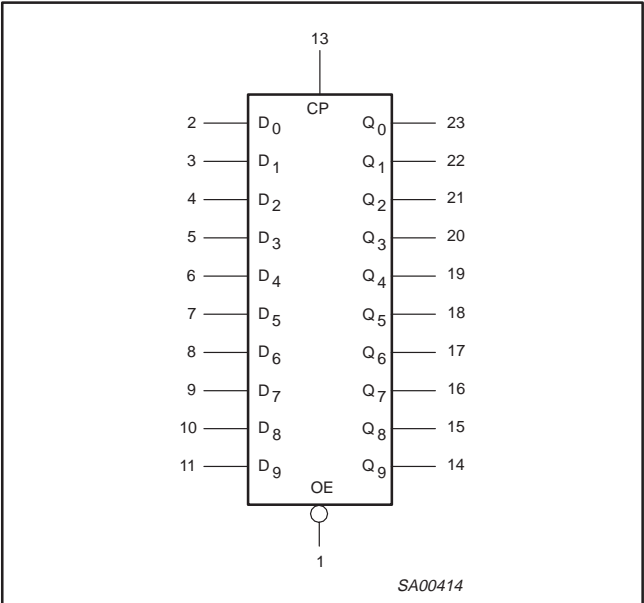 13
CP
2 D0 Q0 23
3 D1 Q1 22
4 D2 Q2 21
5 D3 Q3 20
6 D4 Q4 19
7 D5 Q5 18
8 D6 Q6 17
9 D7 Q7 16
10 D8 Q8 15
11 D9 Q9 14
OE
1
SA00414